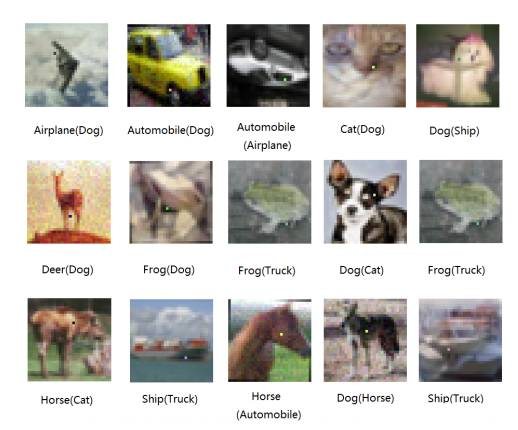 Airplane(Dog)
Automobile(Dog)
Automobile
(Airplane)
Cat(Dog)
Dog(Ship)
Deer(Dog)
Frog(Dog)
Frog(Truck)
Dog(Cat)
Frog(Truck)
Horse(Cat)
Ship(Truck)
Horse
(Automobile)
Dog(Horse)
Ship(Truck)